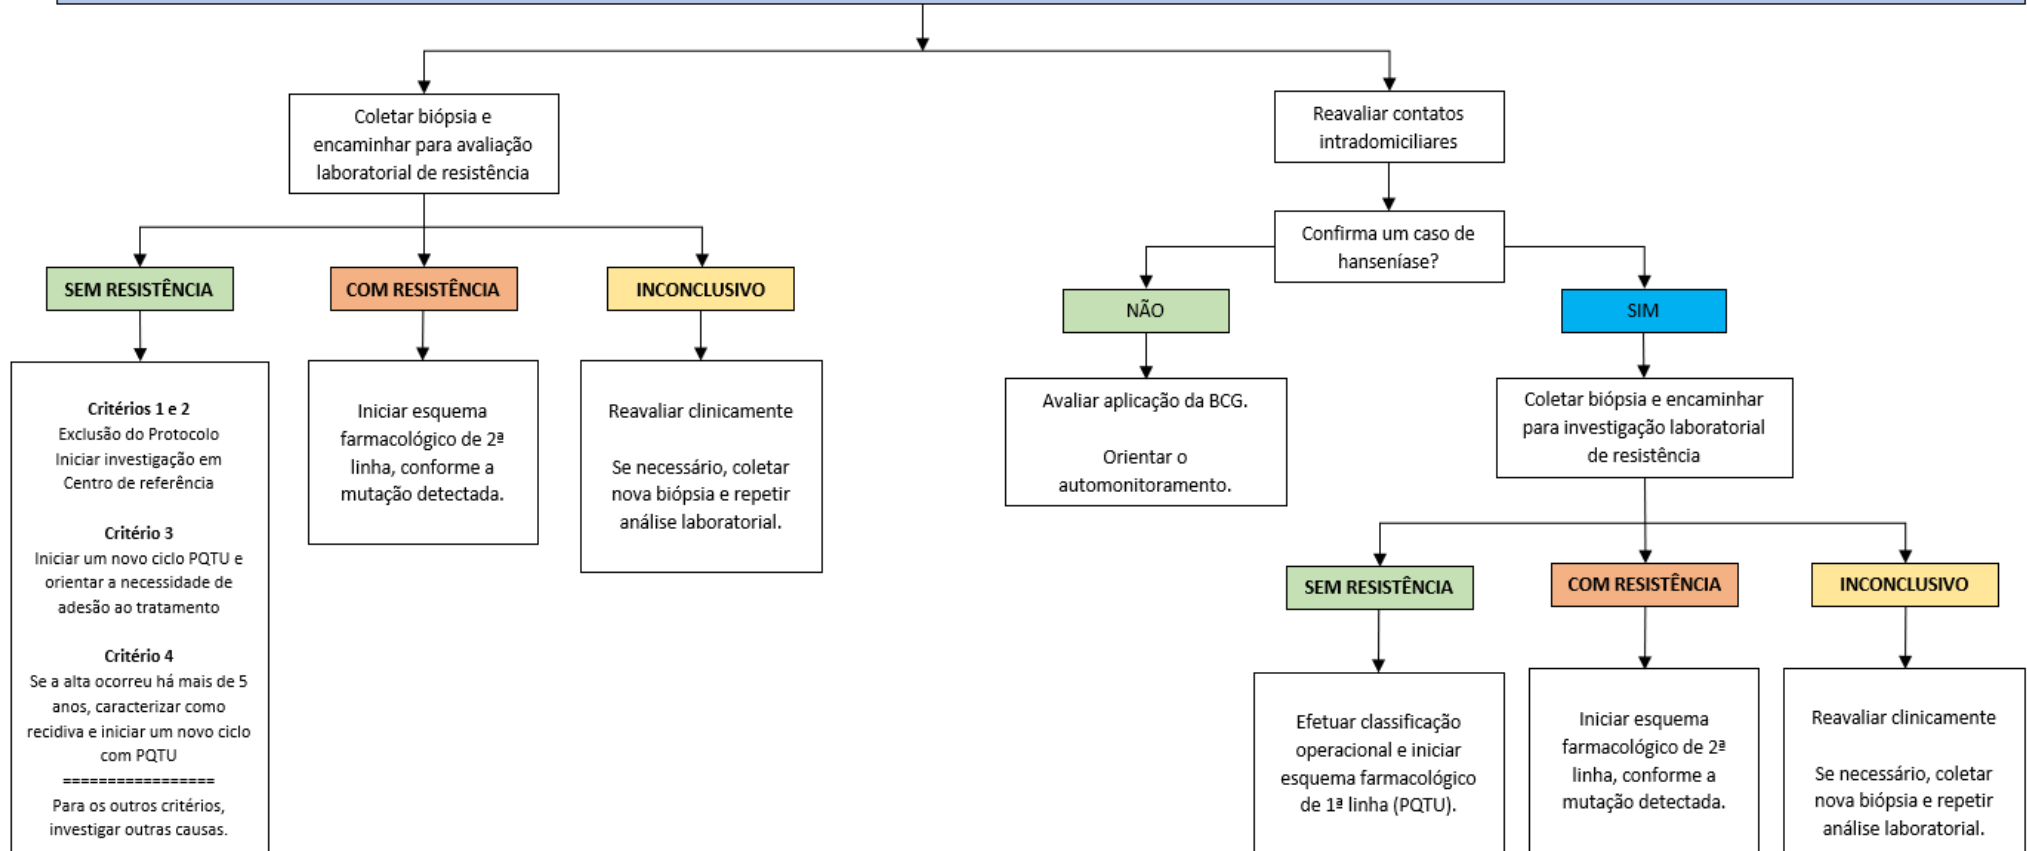 Coletar biópsia e
encaminhar para avaliação
laboratorial de resistência
SEM RESISTÊNCIA
COM RESISTÊNCIA
INCONCLUSIVO
Critérios 1 e 2
Exclusão do Protocolo
Iniciar investigação em
Centro de referência
Critério 3
Iniciar um novo ciclo PQTU e
orientar a necessidade de
adesão ao tratamento
Critério 4
Se a alta ocorreu há mais de 5
anos, caracterizar como
recidiva e iniciar um novo ciclo
com PQTU
=================
Para os outros critérios,
investigar outras causas.
Iniciar esquema
farmacológico de 2ª
linha, conforme a
mutação detectada.
Reavaliar clinicamente
Se necessário, coletar
nova biópsia e repetir
análise laboratorial.
Reavaliar contatos
intradomiciliares
Confirma um caso de
hanseníase?
NÃO
SIM
Avaliar aplicação da BCG.
Orientar o
automonitoramento.
Coletar biópsia e encaminhar
para investigação laboratorial
de resistência
SEM RESISTÊNCIA
COM RESISTÊNCIA
INCONCLUSIVO
Efetuar classificação
operacional e iniciar
esquema farmacológico
de 1ª linha (PQTU).
Iniciar esquema
farmacológico de 2ª
linha, conforme a
mutação detectada.
Reavaliar clinicamente
Se necessário, coletar
nova biópsia e repetir
análise laboratorial.